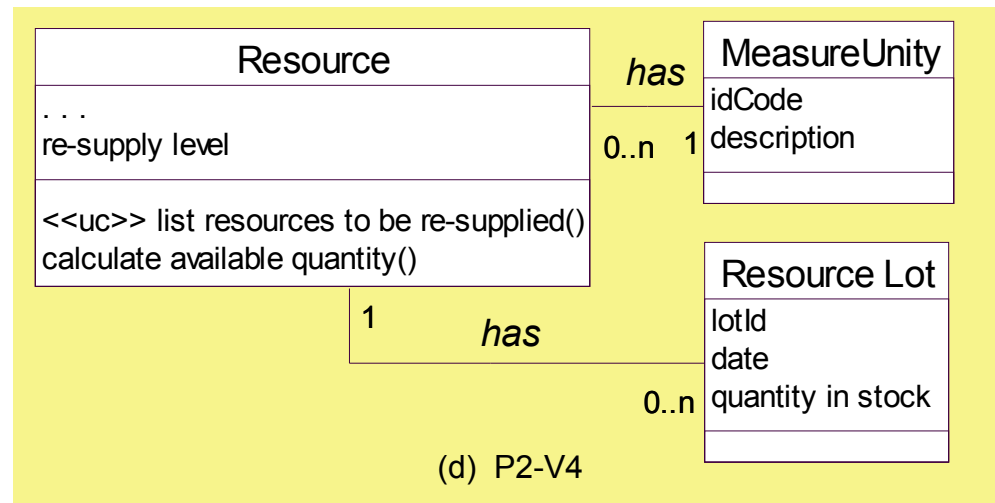 Resource
. . .
re-supply level
<<uc>> list resources to be re-supplied()
calculate available quantity()
has
0..n 1
MeasureUnity
idCode
description
1
has
0..n
Resource Lot
lotId
date
quantity in stock
(d) P2-V4